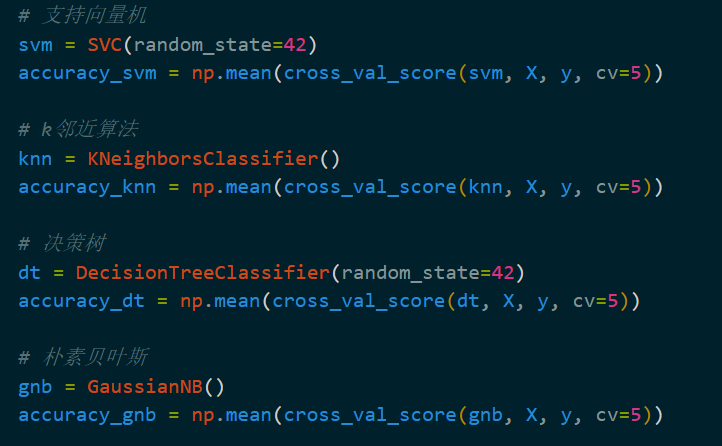 # 支持向量机
svm = SVC(random_state=42)
accuracy_svm = np.mean(cross_val_score(svm, X, y, cv=5))
# k邻近算法
knn = KNeighborsClassifier()
accuracy_knn = np.mean(cross_val_score(knn, X, y, cv=5))
# 决策树
dt = DecisionTreeClassifier(random_state=42)
accuracy_dt = np.mean(cross_val_score(dt, X, y, cv=5))
# 朴素贝叶斯
gnb = GaussianNB()
accuracy_gnb = np.mean(cross_val_score(gnb, X, y, cv=5))